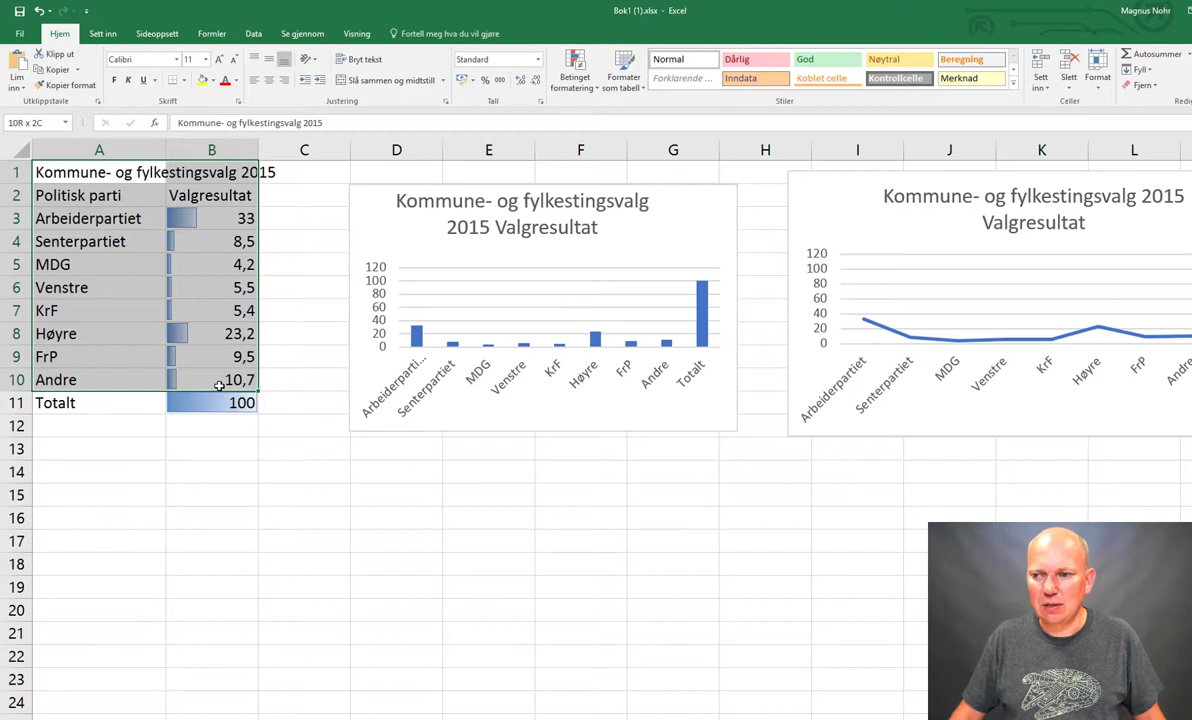 Bok1 (1).xlsx - Excel
Magnus Nohr
Fil Hjem Sett inn Sideoppsett Formler Data Se gjennom Visning Fortell meg hva du vil gjøre
Lim inn
Klipp ut
Kopier
Kopier format
Utklippstavle
Calibri 11
F K U
Skrift
Bryt tekst
Slå sammen og midtstill
Justering
Standard
% 000
Tall
Betinget formatering
Formater som tabell
Normal Dårlig God Nøytral Beregning
Forklarende ... Inndata Koblet celle Kontrollcelle Merknad
Stiler
Sett inn
Slett
Format
Celler
Autosummer
Fyll
Fjern
10R x 2C
fx
Kommune- og fylkestingsvalg 2015
A B C D E F G H I J K L
1 Kommune- og fylkestingsvalg 2015
2 Politisk parti Valgresultat
3 Arbeiderpartiet 33
4 Senterpartiet 8,5
5 MDG 4,2
6 Venstre 5,5
7 KrF 5,4
8 Høyre 23,2
9 FrP 9,5
10 Andre 10,7
11 Totalt 100
12
13
14
15
16
17
18
19
20
21
22
23
24
Kommune- og fylkestingsvalg
2015 Valgresultat
120
100
80
60
40
20
0
Arbeiderparti... Senterpartiet MDG Venstre KrF Høyre FrP Andre Totalt
Kommune- og fylkestingsvalg 2015
Valgresultat
120
100
80
60
40
20
0
Arbeiderpartiet Senterpartiet MDG Venstre KrF Høyre FrP